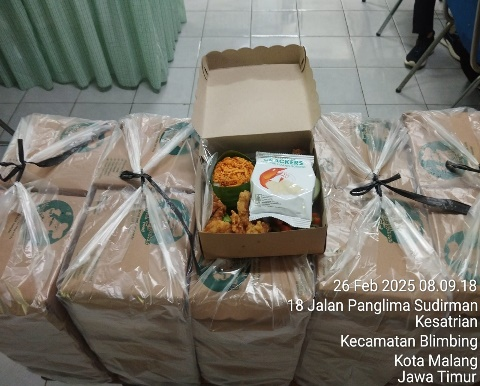 CRACKERS
26 Feb 2025 08.09.18
18 Jalan Panglima Sudirman
Kesatrian
Kecamatan Blimbing
Kota Malang
Jawa Timur